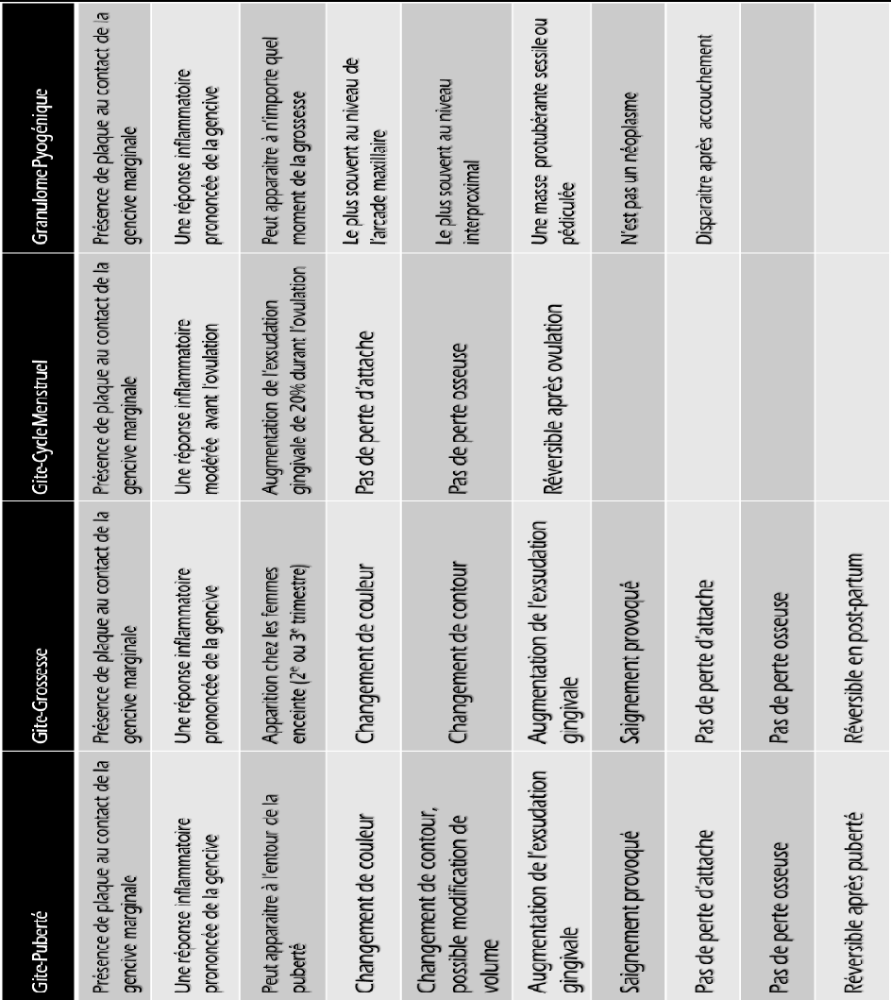 Gite-Puberté
Gite-Grossesse
Gite-Cycle Menstruel
Granulome Pyogénique
Présence de plaque au contact de la
gencive marginale
Présence de plaque au contact de la
gencive marginale
Présence de plaque au contact de la
gencive marginale
Présence de plaque au contact de la
gencive marginale
Une réponse inflammatoire
prononcée de la gencive
Une réponse inflammatoire
prononcée de la gencive
Une réponse inflammatoire
modérée avant l'ovulation
Une réponse inflammatoire
prononcée de la gencive
Peut apparaitre à l'entour de la
puberté
Apparition chez les femmes
enceinte (2e ou 3e trimestre)
Augmentation de l'exsudation
gingivale de 20% durant l'ovulation
Peut apparaitre à n'importe quel
moment de la grossesse
Changement de couleur
Changement de couleur
Pas de perte d'attache
Le plus souvent au niveau de
l'arcade maxillaire
Changement de contour,
possible modification de
volume
Changement de contour
Pas de perte osseuse
Le plus souvent au niveau
interproximal
Augmentation de l'exsudation
gingivale
Augmentation de l'exsudation
gingivale
Réversible après ovulation
Une masse protubérante sessile ou
pédiculée
Saignement provoqué
Saignement provoqué
N'est pas un néoplasme
Pas de perte d'attache
Pas de perte d'attache
Disparaitre après accouchement
Pas de perte osseuse
Pas de perte osseuse
Réversible après puberté
Réversible en post-partum